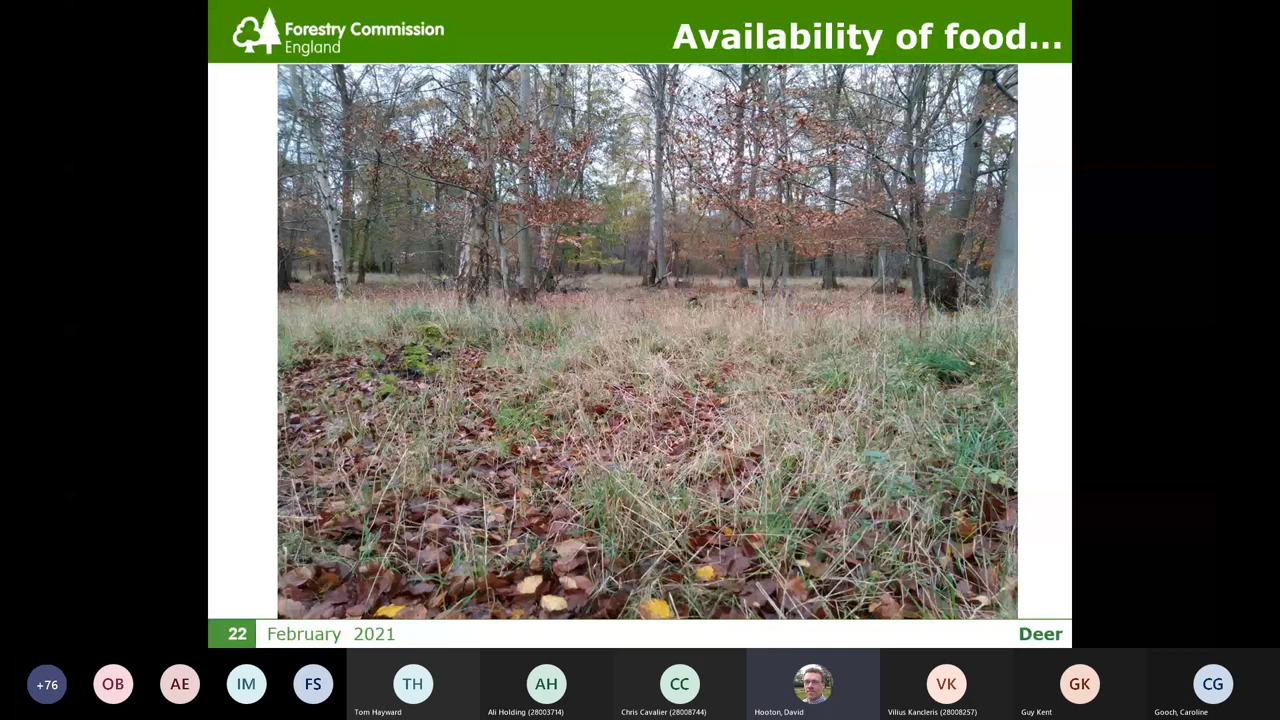 Forestry Commission
England
Availability of food...
22 February 2021
Deer
+76
OB
AE
IM
FS
TH
AH
CC
VK
GK
CG
Tom Hayward
Ali Holding (28003714)
Chris Cavalier (28008744)
Hooton, David
Vilius Kancleris (28008257)
Guy Kent
Gooch, Caroline